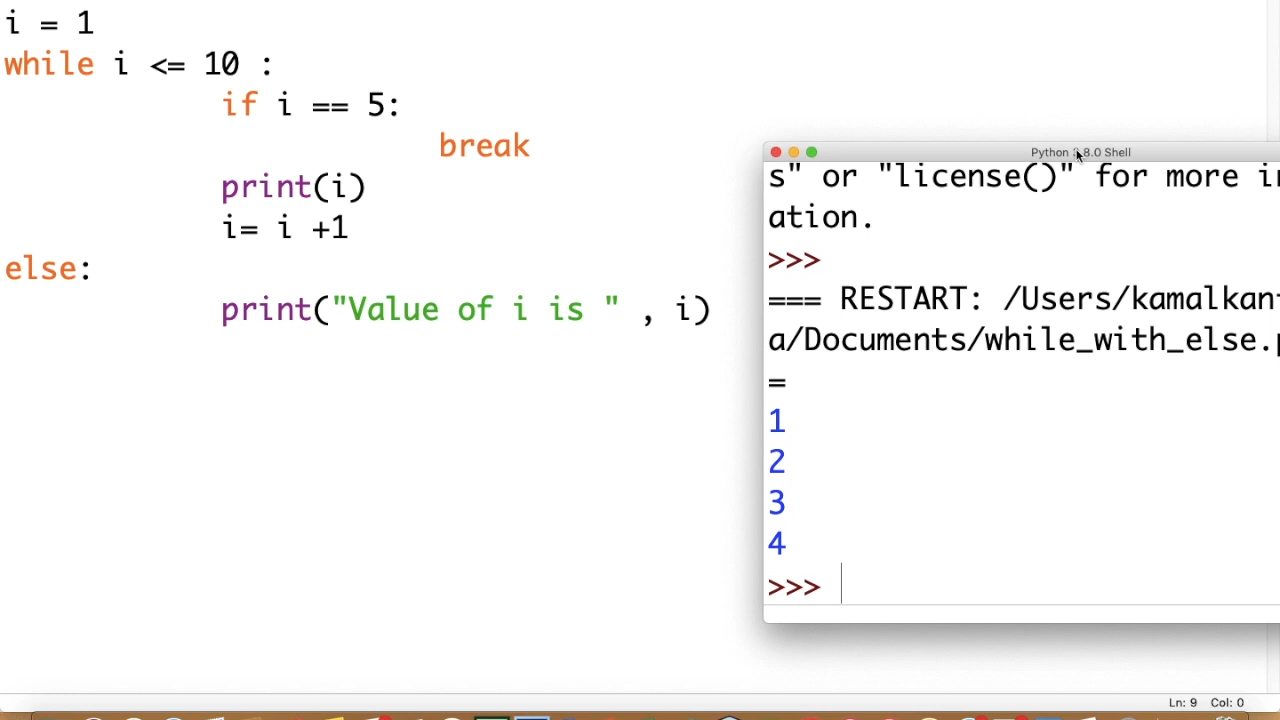 i = 1
while i <= 10 :
if i == 5:
break
print(i)
i= i +1
else:
print("Value of i is " , i)
Python 3.8.0 Shell
s" or "license()" for more
ation.
>>>
=== RESTART: /Users/kamalkan
a/Documents/while_with_else.
=
1
2
3
4
>>>
Ln: 9 Col: 0